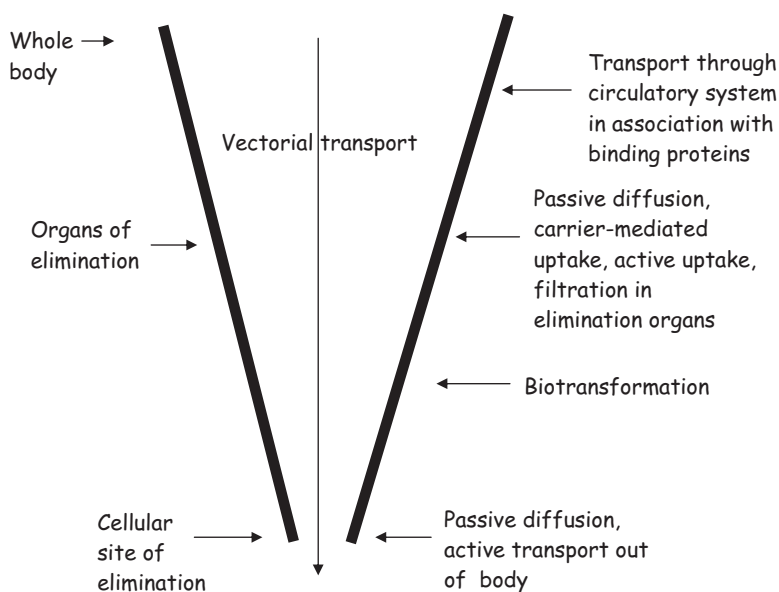 Whole
body
Transport through
circulatory system
in association with
binding proteins
Vectorial transport
Passive diffusion,
carrier-mediated
uptake, active uptake,
filtration in
elimination organs
Organs of
elimination
Biotransformation
Cellular
site of
elimination
Passive diffusion,
active transport out
of body